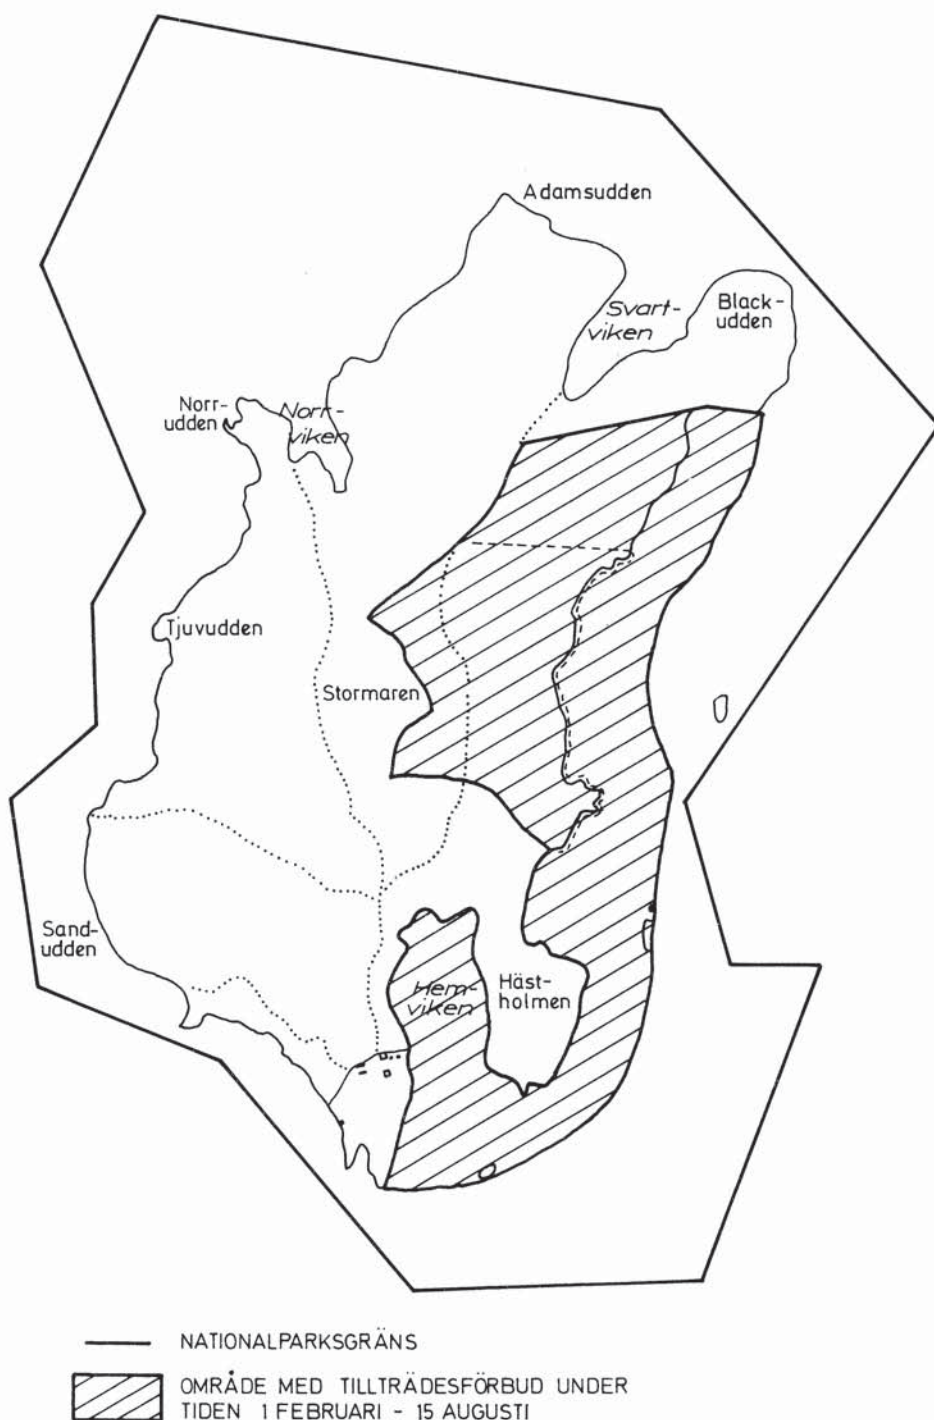 Adamsudden
Svart-
viken
Black-
udden
Norr-
udden
Norr-
viken
Tjuvudden
Stormaren
Sand-
udden
Hem-
viken
Häst-
holmen
NATIONALPARKSGRÄNS
OMRÅDE MED TILLTRÄDESFÖRBUD UNDER
TIDEN 1 FEBRUARI - 15 AUGUSTI